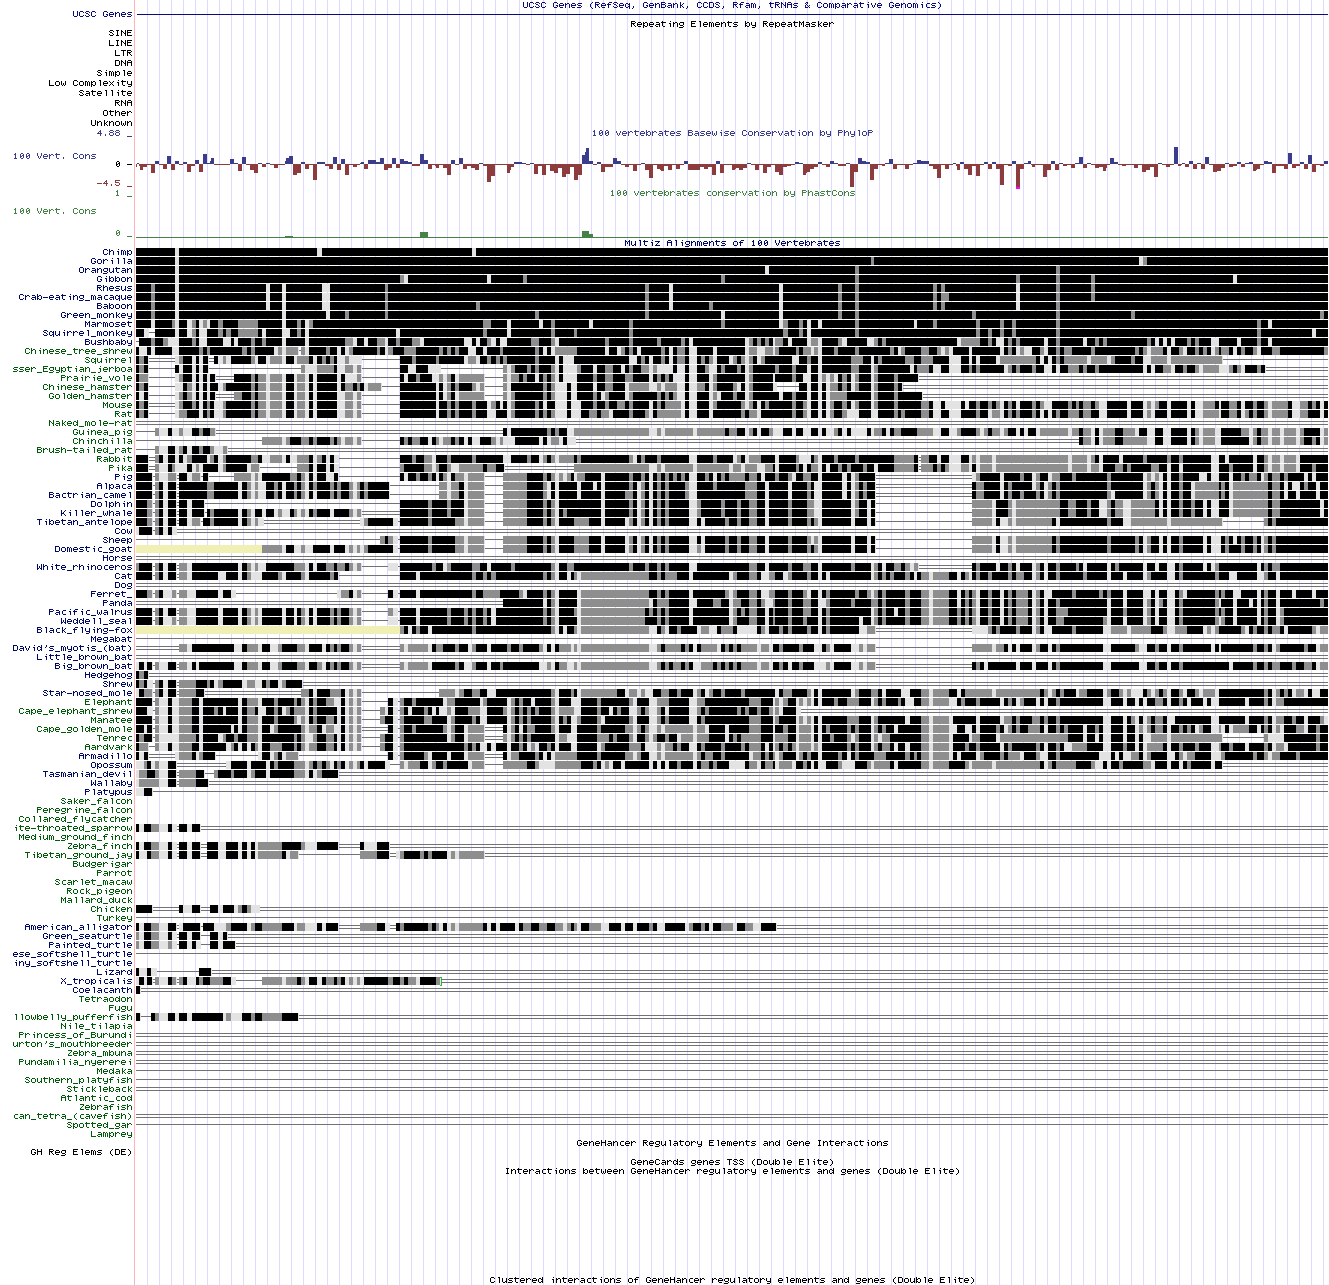 UCSC Genes (RefSeq, GenBank, CCDS, Rfam, tRNAs & Comparative Genomics)
UCSC Genes
Repeating Elements by RepeatMasker
SINE
LINE
LTR
DNA
Simple
Low Complexity
Satellite
RNA
Other
Unknown
4.88 _
100 vertebrates Basewise Conservation by PhyloP
100 Vert. Cons
0 _
-4.5 _
1 _
100 vertebrates conservation by PhastCons
100 Vert. Cons
0 _
Multiz Alignments of 100 Vertebrates
Chimp
Gorilla
Orangutan
Gibbon
Rhesus
Crab-eating_macaque
Baboon
Green_monkey
Marmoset
Squirrel_monkey
Bushbaby
Chinese_tree_shrew
Squirrel
sser_Egyptian_jerboa
Prairie_vole
Chinese_hamster
Golden_hamster
Mouse
Rat
Naked_mole-rat
Guinea_pig
Chinchilla
Brush-tailed_rat
Rabbit
Pika
Pig
Alpaca
Bactrian_camel
Dolphin
Killer_whale
Tibetan_antelope
Cow
Sheep
Domestic_goat
Horse
White_rhinoceros
Cat
Dog
Ferret_
Panda
Pacific_walrus
Weddell_seal
Black_flying-fox
Megabat
David's_myotis_(bat)
Little_brown_bat
Big_brown_bat
Hedgehog
Shrew
Star-nosed_mole
Elephant
Cape_elephant_shrew
Manatee
Cape_golden_mole
Tenrec
Aardvark
Armadillo
Opossum
Tasmanian_devil
Wallaby
Platypus
Saker_falcon
Peregrine_falcon
Collared_flycatcher
ite-throated_sparrow
Medium_ground_finch
Zebra_finch
Tibetan_ground_jay
Budgerigar
Parrot
Scarlet_macaw
Rock_pigeon
Mallard_duck
Chicken
Turkey
American_alligator
Green_seaturtle
Painted_turtle
ese_softshell_turtle
iny_softshell_turtle
Lizard
X_tropicalis
Coelacanth
Tetraodon
Fugu
llowbelly_pufferfish
Nile_tilapia
Princess_of_Burundi
urton's_mouthbreeder
Zebra_mbuna
Pundamilia_nyererei
Medaka
Southern_platyfish
Stickleback
Atlantic_cod
Zebrafish
can_tetra_(cavefish)
Spotted_gar
Lamprey
GeneHancer Regulatory Elements and Gene Interactions
GH Reg Elems (DE)
GeneCards genes TSS (Double Elite)
Interactions between GeneHancer regulatory elements and genes (Double Elite)
Clustered interactions of GeneHancer regulatory elements and genes (Double Elite)